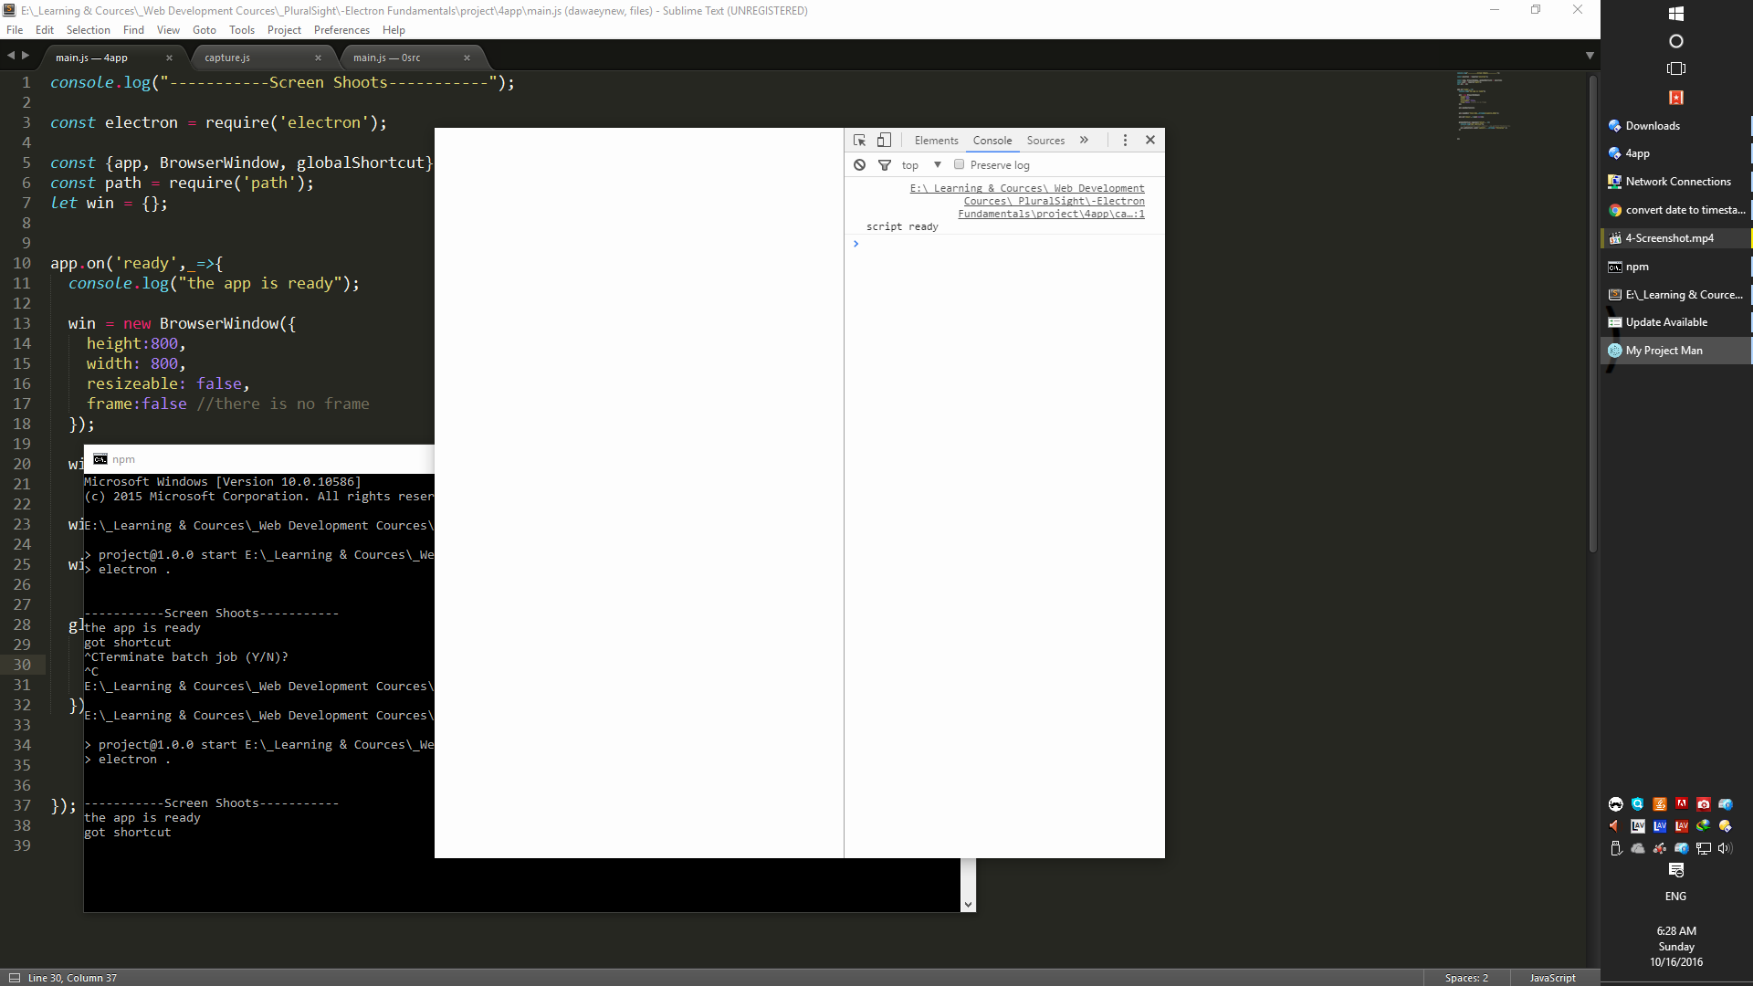 E:\_Learning & Cources\_Web Development Cources\_PluralSight\-Electron Fundamentals\project\4app\main.js (dawaeynew, files) - Sublime Text (UNREGISTERED)
File Edit Selection Find View Goto Tools Project Preferences Help
main.js — 4app × capture.js × main.js — 0src ×
1 console.log("-----------Screen Shoots-----------");
2
3 const electron = require('electron');
4
5 const {app, BrowserWindow, globalShortcut}
6 const path = require('path');
7 let win = {};
8
9
10 app.on('ready',_=>{
11 console.log("the app is ready");
12
13 win = new BrowserWindow({
14 height:800,
15 width: 800,
16 resizeable: false,
17 frame:false //there is no frame
18 });
19
20 wi
21
22
23 wi
24
25 wi
26
27
28 gl
29
30
31
32 })
33
34
35
36
37 });
38
39
npm
Microsoft Windows [Version 10.0.10586]
(c) 2015 Microsoft Corporation. All rights reser
E:\_Learning & Cources\_Web Development Cources\
> project@1.0.0 start E:\_Learning & Cources\_We
> electron .
-----------Screen Shoots-----------
the app is ready
got shortcut
^CTerminate batch job (Y/N)?
^C
E:\_Learning & Cources\_Web Development Cources\
E:\_Learning & Cources\_Web Development Cources\
> project@1.0.0 start E:\_Learning & Cources\_We
> electron .
-----------Screen Shoots-----------
the app is ready
got shortcut
Elements Console Sources »
top ▼ Preserve log
E:\_Learning & Cources\_Web Development
Cources\_PluralSight\-Electron
Fundamentals\project\4app\ca…:1
script ready
>
Downloads
4app
Network Connections
convert date to timesta...
4-Screenshot.mp4
npm
E:\_Learning & Cource...
Update Available
My Project Man
LAV LAV LAV
ENG
6:28 AM
Sunday
10/16/2016
Line 30, Column 37 Spaces: 2 JavaScript